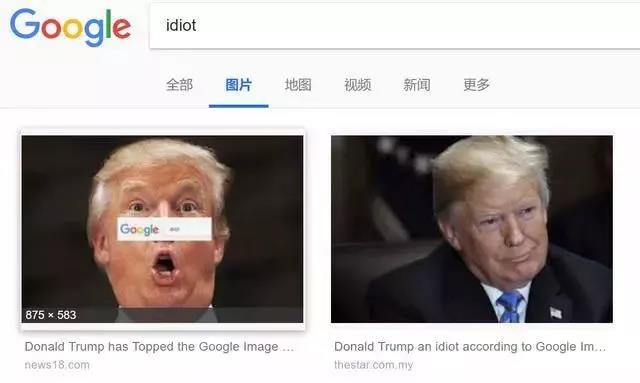 Google idiot
全部 图片 地图 视频 新闻 更多
Google idiot
875 × 583
Donald Trump has Topped the Google Image ...
news18.com
Donald Trump an idiot according to Google Im...
thestar.com.my